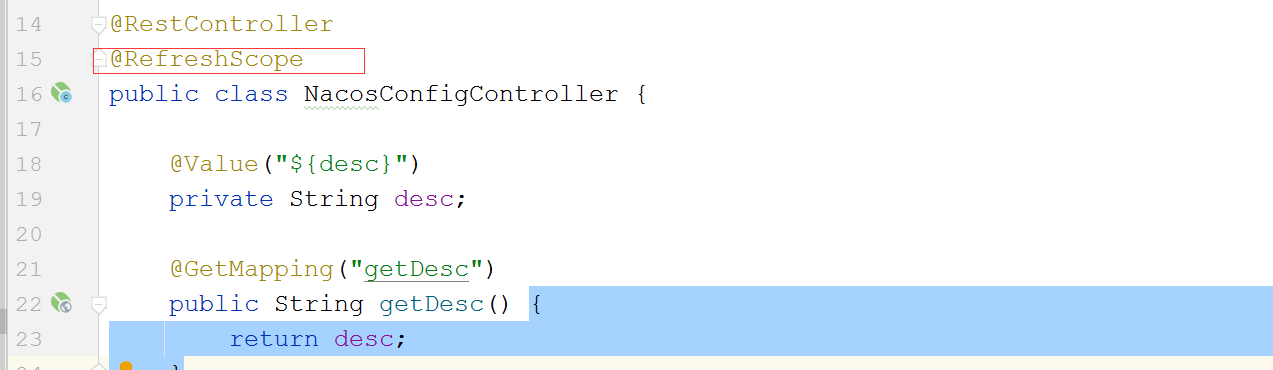 14 @RestController
15 @RefreshScope
16 public class NacosConfigController {
17
18 @Value("${desc}")
19 private String desc;
20
21 @GetMapping("getDesc")
22 public String getDesc() {
23 return desc;
24 }